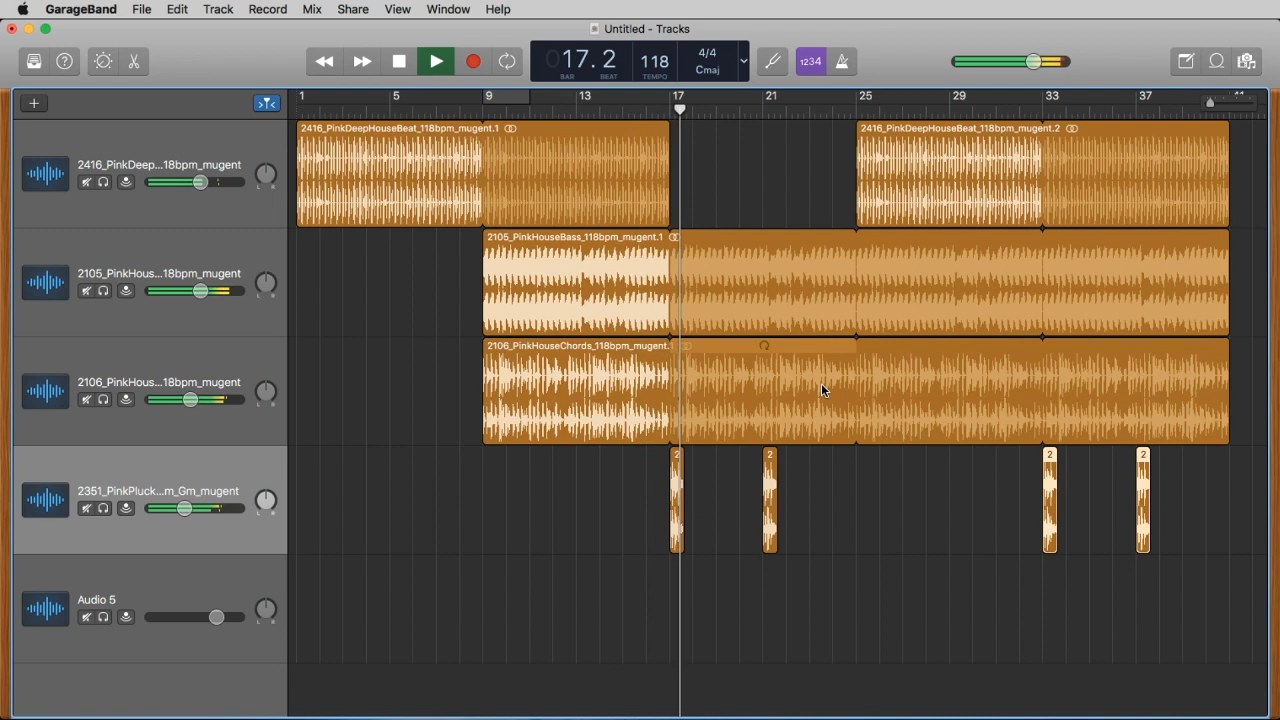 GarageBand File Edit Track Record Mix Share View Window Help
Untitled - Tracks
017. 2 118 4/4 Cmaj
BAR BEAT TEMPO
1234
1 5 9 13 17 21 25 29 33 37
2416_PinkDeepHouseBeat_118bpm_mugent.1
2416_PinkDeepHouseBeat_118bpm_mugent.2
2416_PinkDeep...18bpm_mugent
L R
2105_PinkHouseBass_118bpm_mugent.1
2105_PinkHous...18bpm_mugent
L R
2106_PinkHouseChords_118bpm_mugent.1
2106_PinkHous...18bpm_mugent
L R
2 2 2 2
2351_PinkPluck...m_Gm_mugent
L R
Audio 5
L R